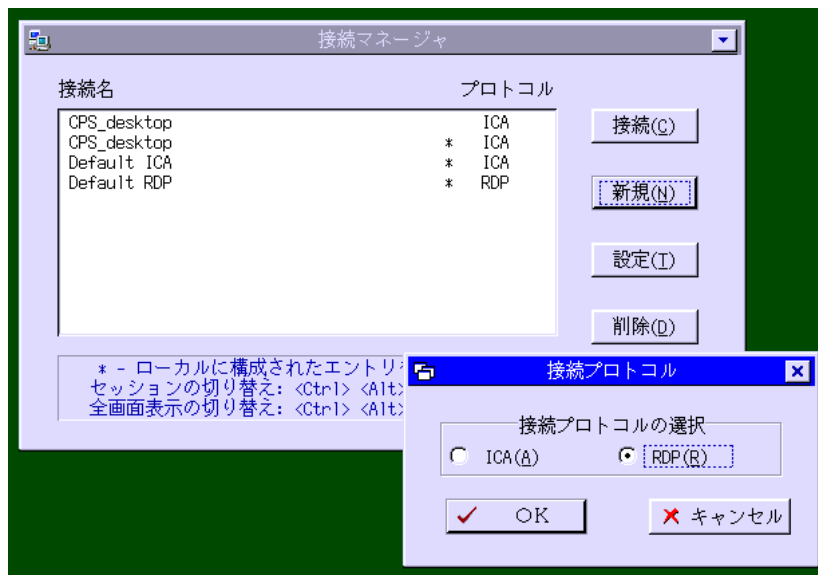 接続マネージャ
接続名 プロトコル
CPS_desktop ICA
CPS_desktop * ICA
Default ICA * ICA
Default RDP * RDP
接続(C)
新規(N)
設定(T)
削除(D)
* - ローカルに構成されたエントリ
セッションの切り替え: <Ctrl> <Alt>
全画面表示の切り替え: <Ctrl> <Alt>
接続プロトコル
接続プロトコルの選択
ICA(A) RDP(R)
OK キャンセル